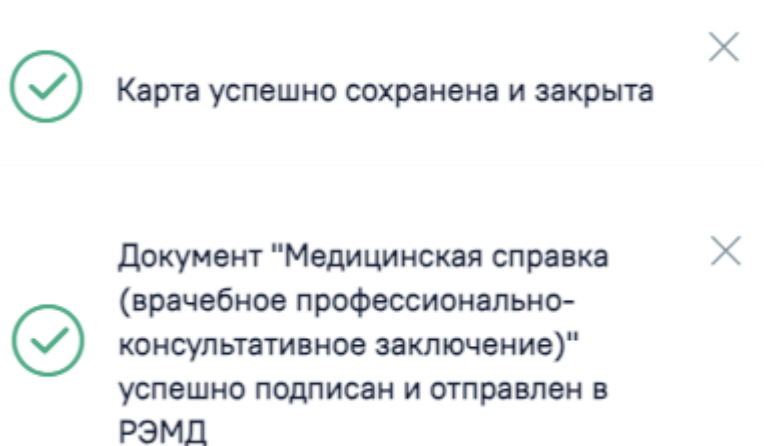 Карта успешно сохранена и закрыта
Документ "Медицинская справка
(врачебное профессионально-
консультативное заключение)"
успешно подписан и отправлен в
РЭМД